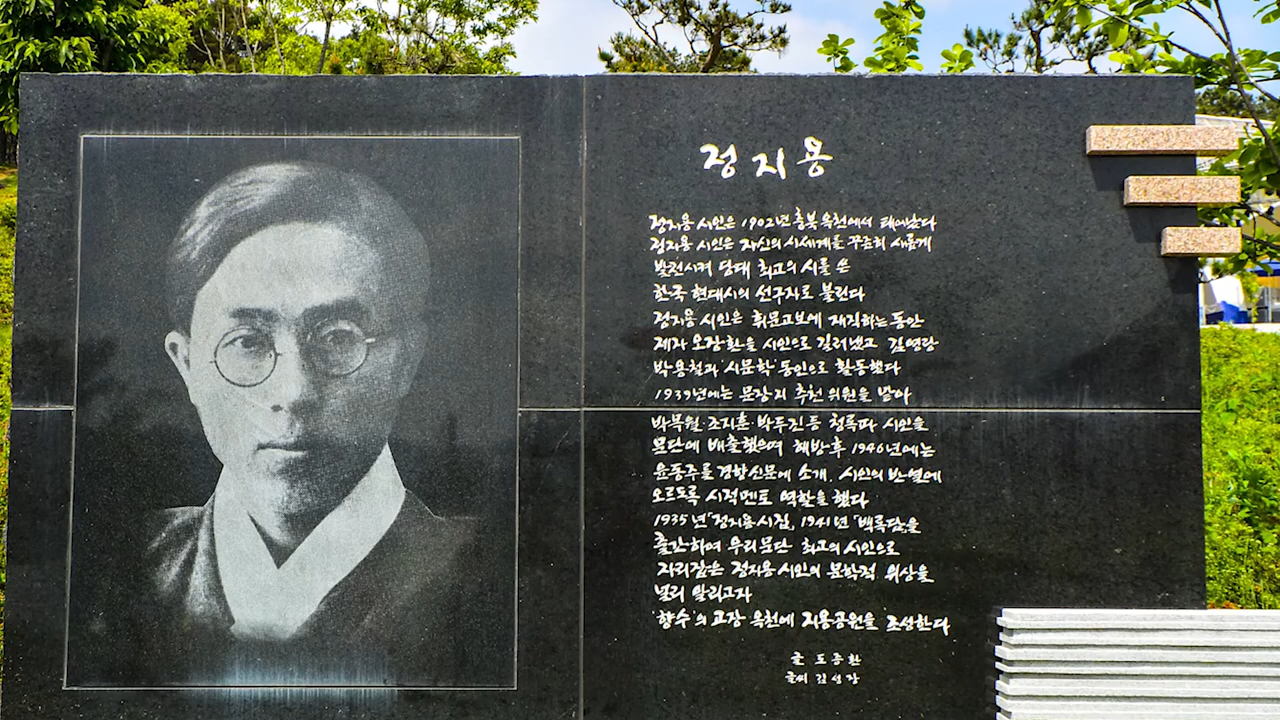 정지용
정지용 시인은 1902년 충북 옥천에서 태어났다
정지용 시인은 자신의 시세계를 꾸준히 새롭게
발전시켜 당대 최고의 시를 쓴
한국 현대시의 선구자로 불린다
정지용 시인은 휘문고보에 재직하는 동안
제자 오장환을 시인으로 길러냈고 김영랑
박용철과 '시문학' 동인으로 활동했다
1939년에는 문장지 추천 위원을 맡아
박목월·조지훈·박두진 등 청록파 시인을
문단에 배출했으며 해방 후 1946년에는
윤동주를 경향신문에 소개, 시인의 반열에
오르도록 시적 멘토 역할을 했다
1935년 「정지용시집」, 1941년 「백록담」을
출간하여 우리 문단 최고의 시인으로
자리잡은 정지용 시인의 문학적 위상을
널리 알리고자
'향수'의 고장 옥천에 지용공원을 조성한다
글 도종환
글씨 김성장